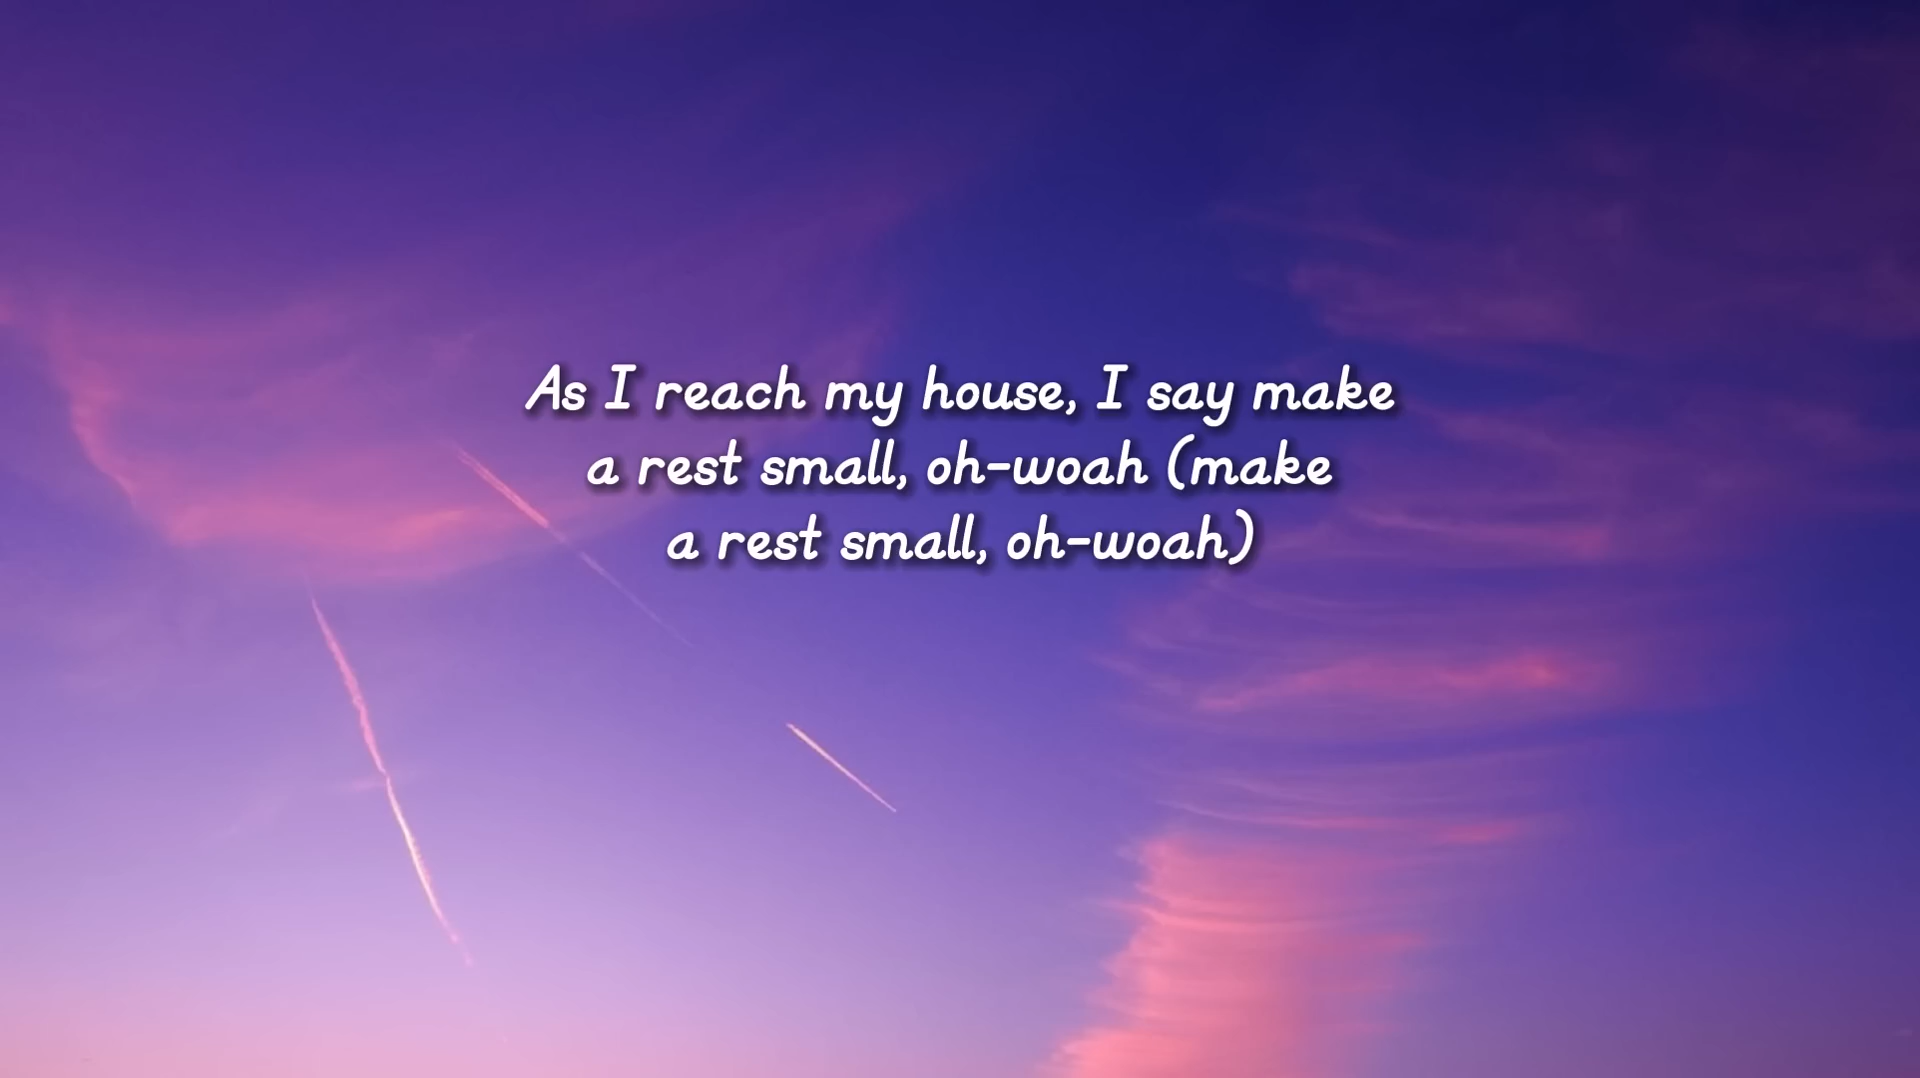 As I reach my house, I say make
a rest small, oh-woah (make
a rest small, oh-woah)